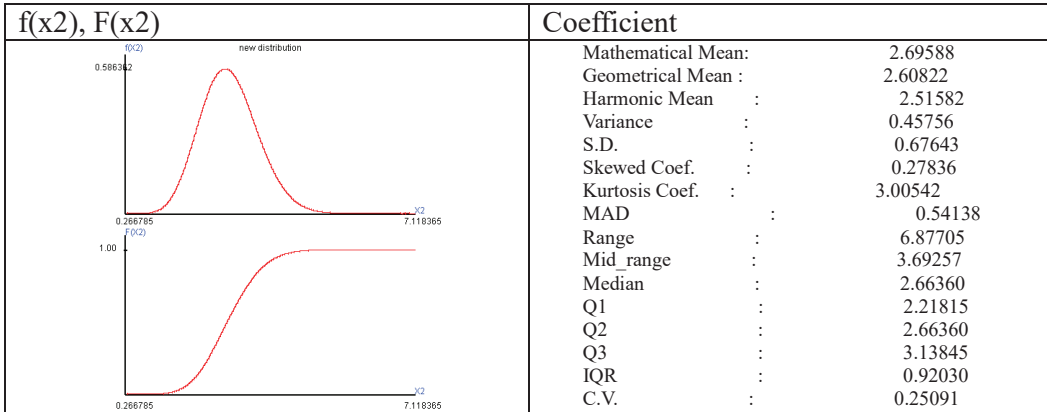 f(x2), F(x2)
Coefficient
f(X2)
new distribution
0.586362
X2
0.266785
7.118365
F(X2)
1.00
X2
0.266785
7.118365
Mathematical Mean: 2.69588
Geometrical Mean : 2.60822
Harmonic Mean : 2.51582
Variance : 0.45756
S.D. : 0.67643
Skewed Coef. : 0.27836
Kurtosis Coef. : 3.00542
MAD : 0.54138
Range : 6.87705
Mid_range : 3.69257
Median : 2.66360
Q1 : 2.21815
Q2 : 2.66360
Q3 : 3.13845
IQR : 0.92030
C.V. : 0.25091